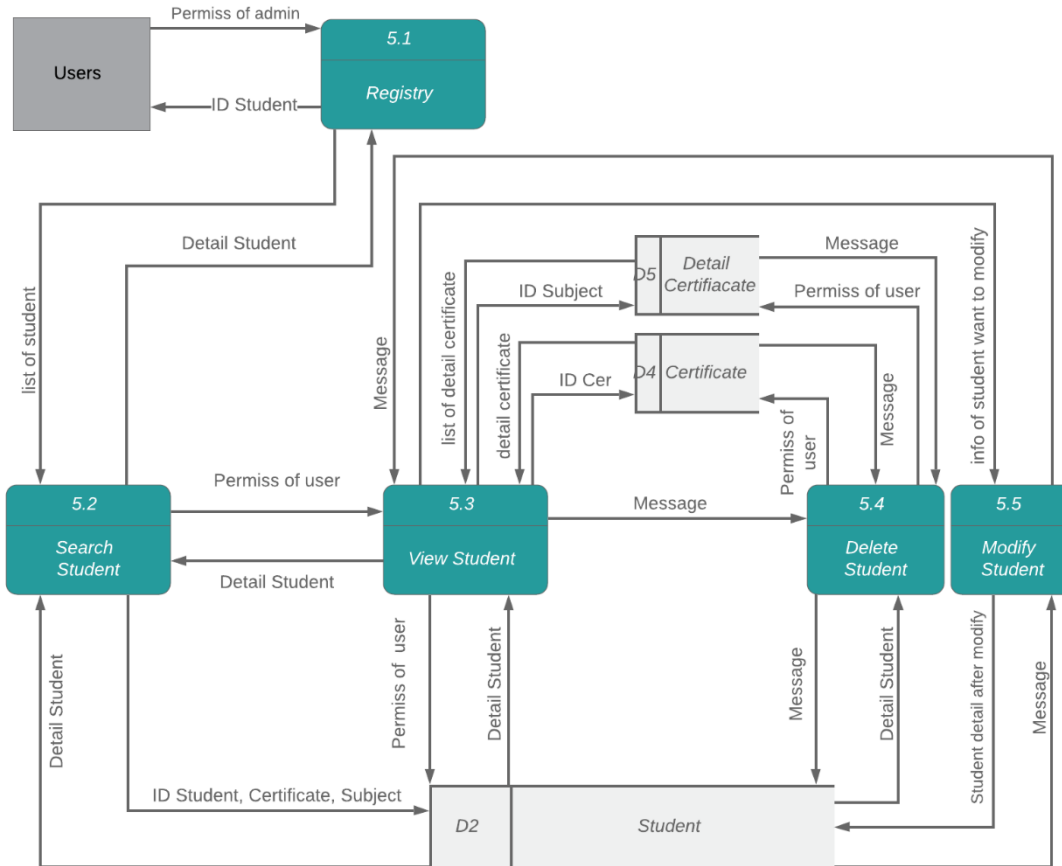 Permiss of admin
5.1
Users
Registry
ID Student
Detail Student
list of student
Message
list of detail certificate
detail certificate
ID Subject
D5
Detail
Certifiacate
Message
Permiss of user
ID Cer
D4
Certificate
Message
Permiss of
user
info of student want to modify
5.2
Search
Student
Permiss of user
Detail Student
5.3
View Student
Message
5.4
Delete
Student
5.5
Modify
Student
Detail Student
Permiss of user
Detail Student
Message
Detail Student
Student detail after modify
Message
ID Student, Certificate, Subject
D2
Student